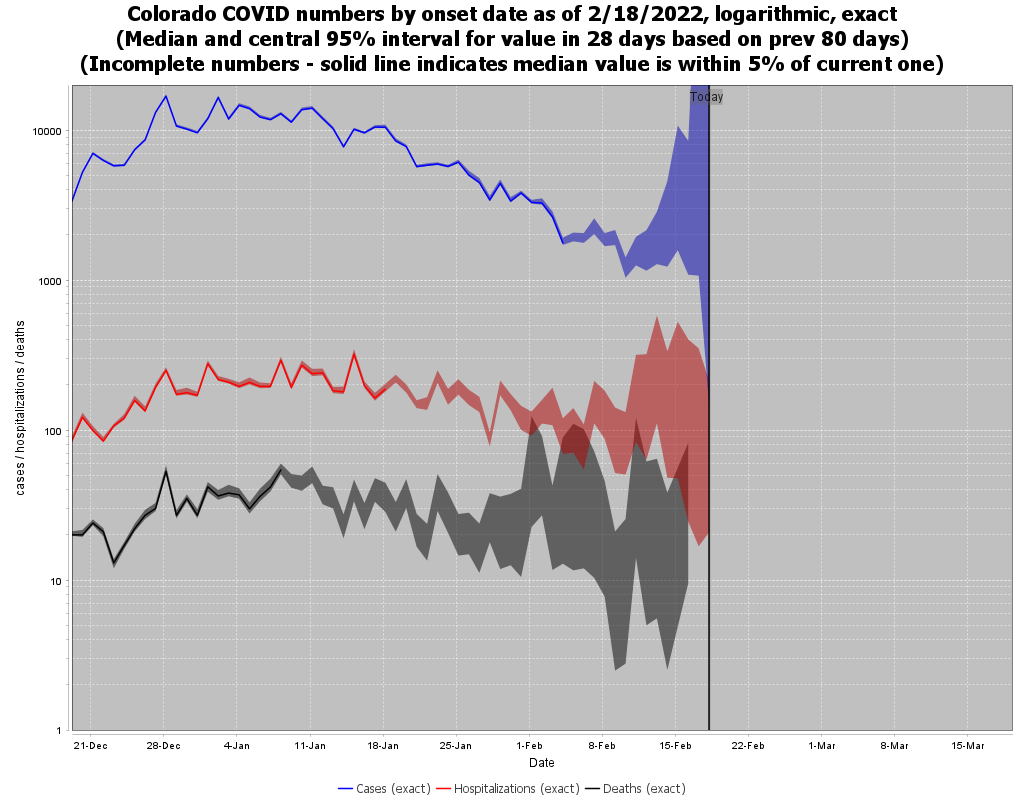 Colorado COVID numbers by onset date as of 2/18/2022, logarithmic, exact
(Median and central 95% interval for value in 28 days based on prev 80 days)
(Incomplete numbers - solid line indicates median value is within 5% of current one)
Today
10000
1000
100
10
1
cases / hospitalizations / deaths
21-Dec 28-Dec 4-Jan 11-Jan 18-Jan 25-Jan 1-Feb 8-Feb 15-Feb 22-Feb 1-Mar 8-Mar 15-Mar
Date
Cases (exact) Hospitalizations (exact) Deaths (exact)